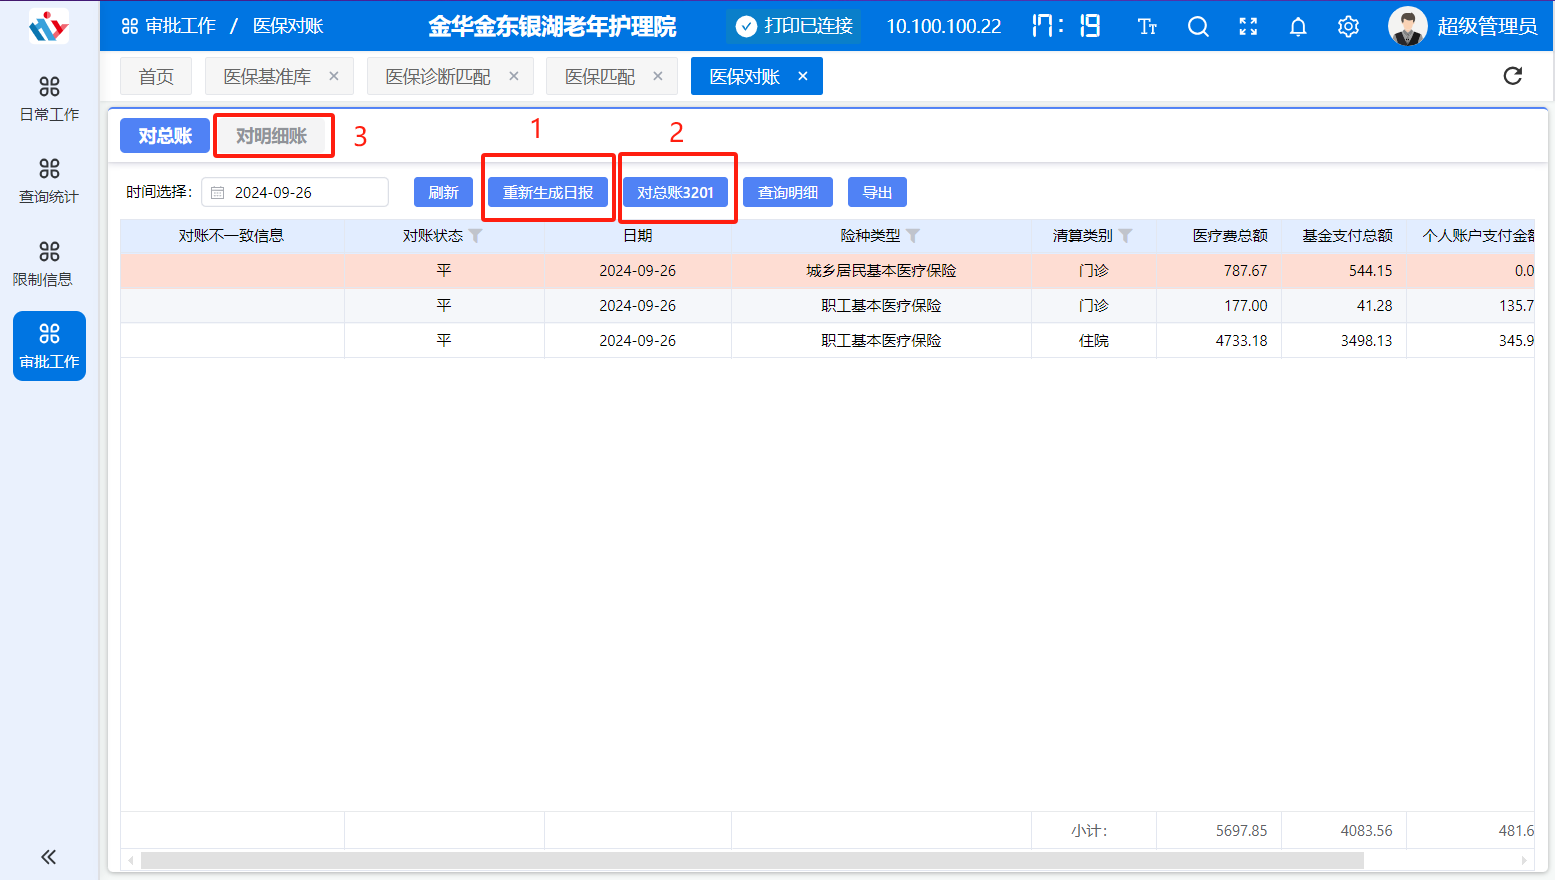 审批工作 / 医保对账 金华金东银湖老年护理院 打印已连接 10.100.100.22 17:19 Tт 超级管理员
首页 医保基准库 × 医保诊断匹配 × 医保匹配 × 医保对账 ×
日常工作
查询统计
限制信息
审批工作
对总账 对明细账 3 1 2
时间选择: 2024-09-26 刷新 重新生成日报 对总账3201 查询明细 导出
对账不一致信息 对账状态 日期 险种类型 清算类别 医疗费总额 基金支付总额 个人账户支付金额
平 2024-09-26 城乡居民基本医疗保险 门诊 787.67 544.15 0.0
平 2024-09-26 职工基本医疗保险 门诊 177.00 41.28 135.7
平 2024-09-26 职工基本医疗保险 住院 4733.18 3498.13 345.9
小计: 5697.85 4083.56 481.6